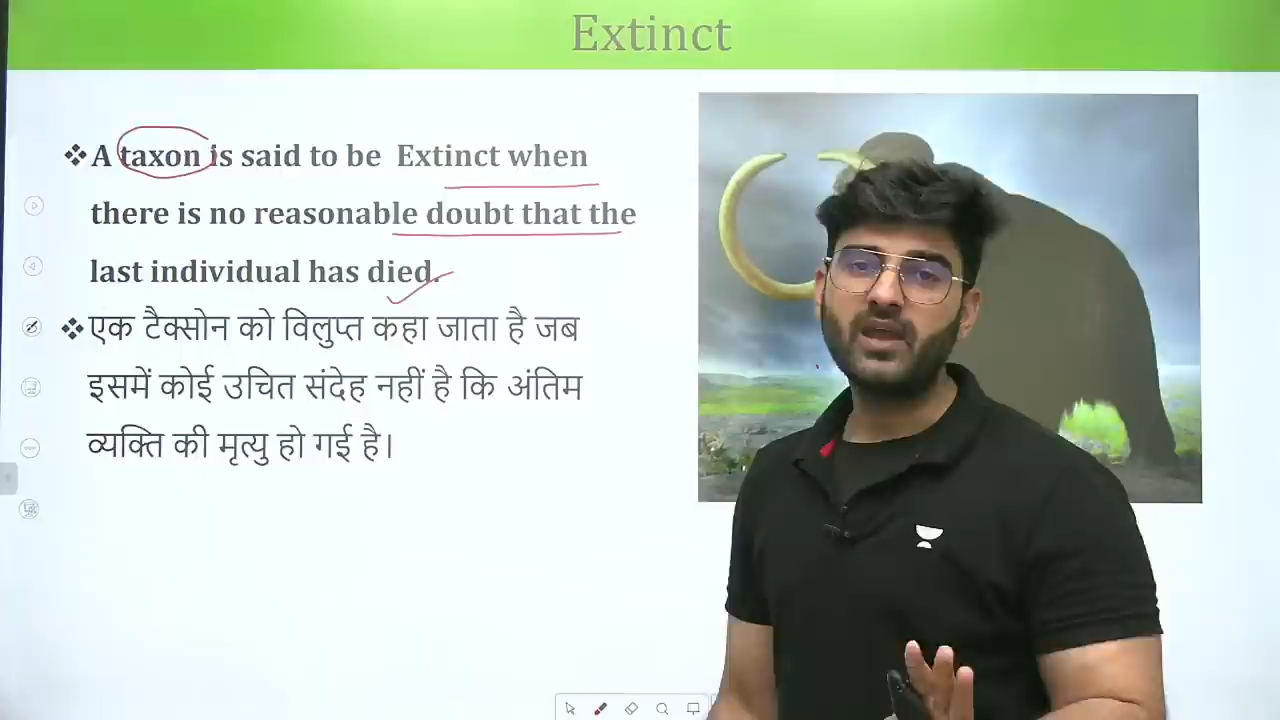 Extinct
❖ A taxon is said to be Extinct when
there is no reasonable doubt that the
last individual has died.
❖ एक टैक्सोन को विलुप्त कहा जाता है जब
इसमें कोई उचित संदेह नहीं है कि अंतिम
व्यक्ति की मृत्यु हो गई है।